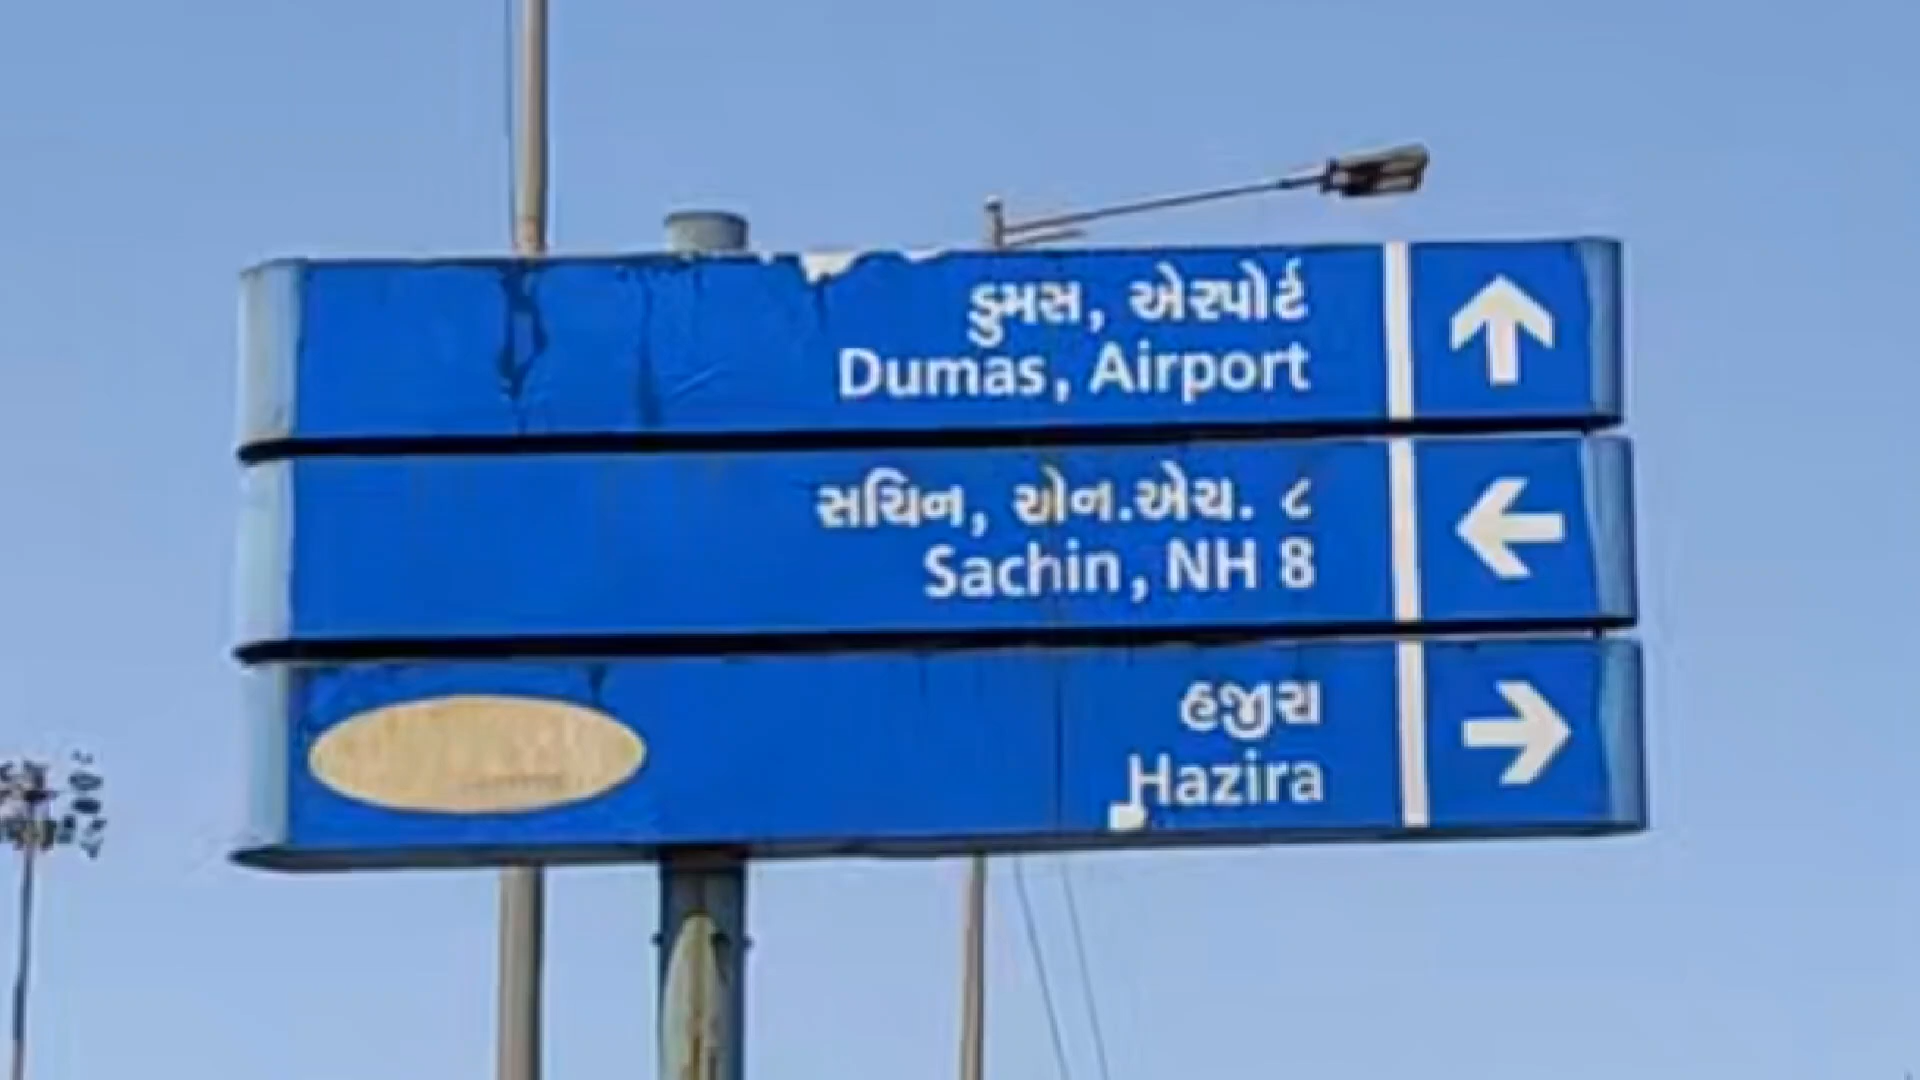 ડુમસ, એરપોર્ટ
Dumas, Airport
સચિન, એન.એચ. ૮
Sachin, NH 8
હજીરા
Hazira